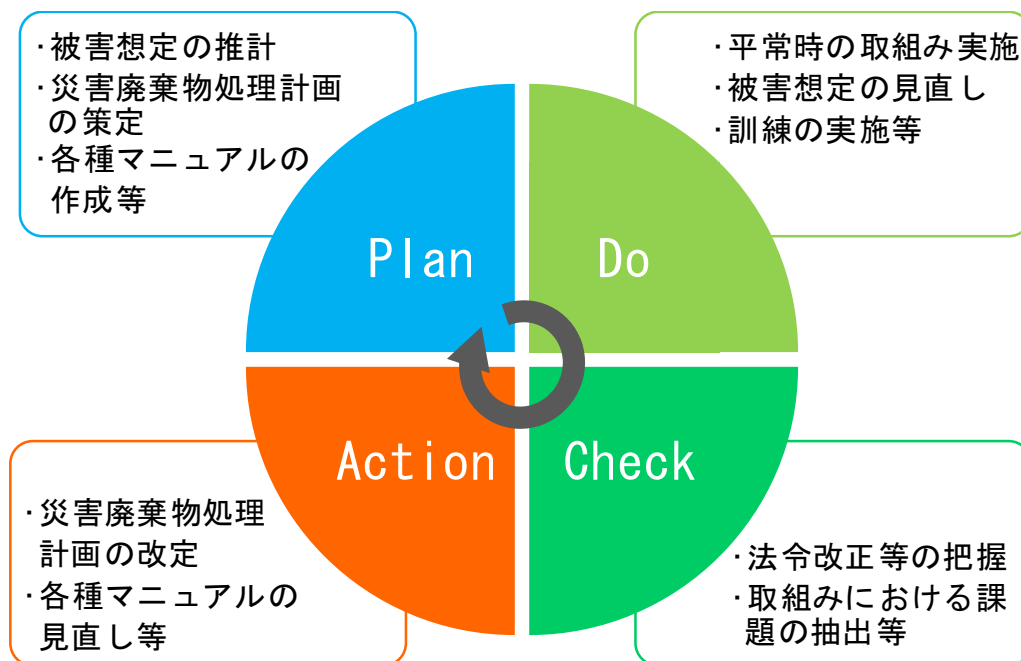 ・被害想定の推計
・災害廃棄物処理計画
の策定
・各種マニュアルの
作成等
・平常時の取組み実施
・被害想定の見直し
・訓練の実施等
Plan
Do
Action
Check
・災害廃棄物処理
計画の改定
・各種マニュアルの
見直し等
・法令改正等の把握
・取組みにおける課
題の抽出等